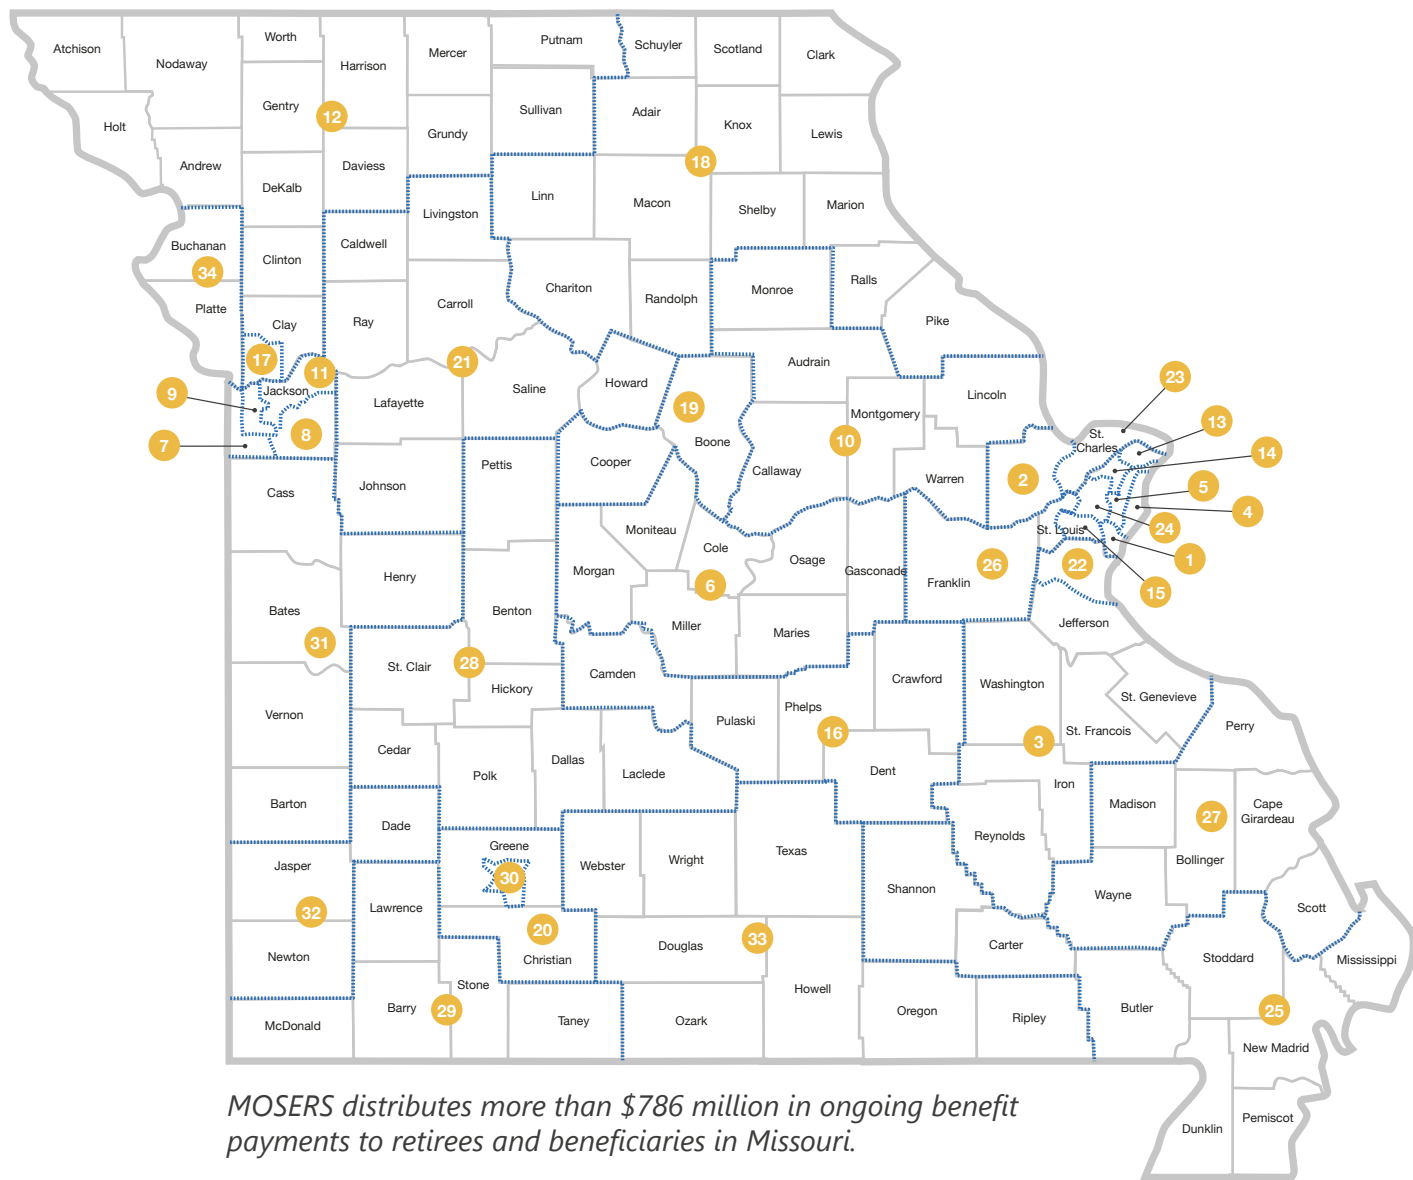 Atchison
Nodaway
Worth
Harrison
Mercer
Putnam
Schuyler
Scotland
Clark
Gentry
12
Sullivan
Adair
Knox
Holt
Grundy
Lewis
Andrew
Daviess
18
DeKalb
Linn
Macon
Livingston
Shelby
Marion
Buchanan
Caldwell
Clinton
34
Chariton
Monroe
Ralls
Randolph
Carroll
Platte
Clay
Ray
Pike
17
21
Audrain
11
23
9
Jackson
Saline
Howard
Lincoln
Lafayette
19
Montgomery
13
8
St.
Charles
7
Boone
10
14
Pettis
Cooper
Callaway
Warren
2
5
Cass
Johnson
4
Moniteau
St. Louis
24
Cole
Osage
1
Henry
Morgan
Gasconade
26
22
Franklin
6
15
Bates
Benton
Jefferson
31
Miller
Maries
St. Clair
28
Camden
Crawford
Washington
Hickory
St. Genevieve
Vernon
Pulaski
Phelps
Perry
16
St. Francois
3
Cedar
Dallas
Polk
Laclede
Dent
Iron
Barton
Madison
Cape
Girardeau
27
Dade
Reynolds
Greene
Texas
Jasper
Webster
Wright
Bollinger
30
Shannon
Wayne
Lawrence
32
Scott
20
33
Douglas
Carter
Newton
Christian
Stoddard
Mississippi
Stone
Howell
Barry
29
Butler
25
McDonald
Taney
Ozark
Oregon
Ripley
New Madrid
MOSERS distributes more than $786 million in ongoing benefit
payments to retirees and beneficiaries in Missouri.
Pemiscot
Dunklin